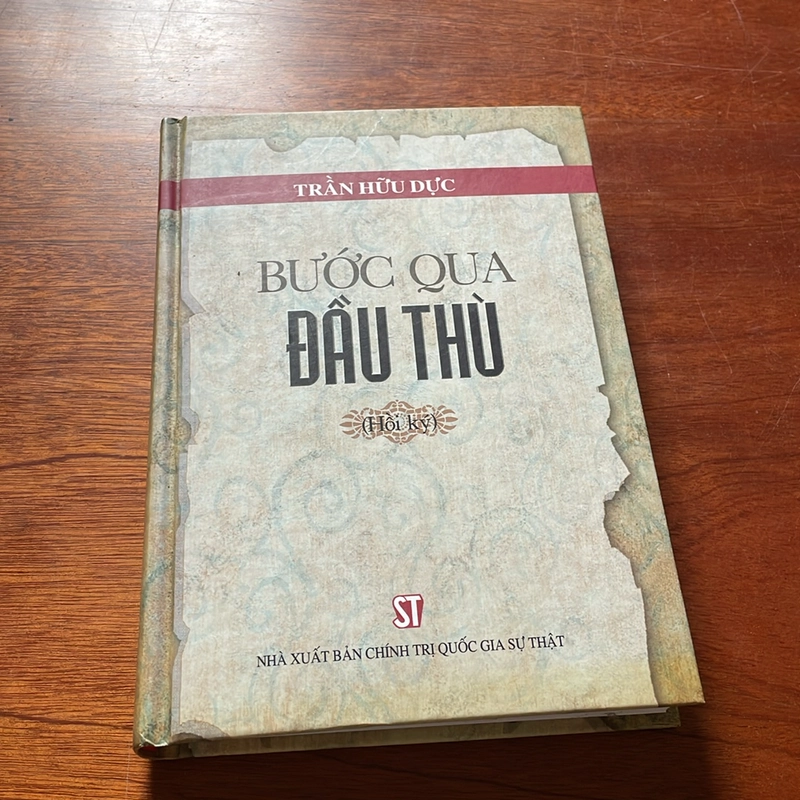 TRẦN HỮU DỰC
BƯỚC QUA
ĐẦU THÙ
(Hồi ký)
ST
NHÀ XUẤT BẢN CHÍNH TRỊ QUỐC GIA SỰ THẬT